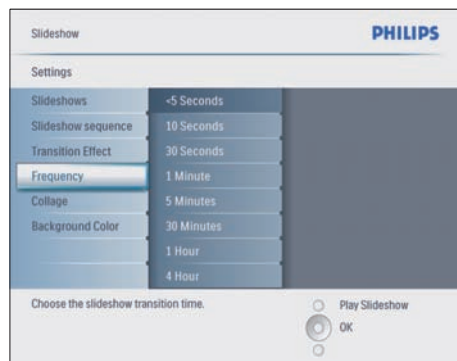 Slideshow
PHILIPS
Settings
Slideshows
<5 Seconds
Slideshow sequence
10 Seconds
Transition Effect
30 Seconds
Frequency
1 Minute
Collage
5 Minutes
Background Color
30 Minutes
1 Hour
4 Hour
Choose the slideshow transition time.
Play Slideshow
OK